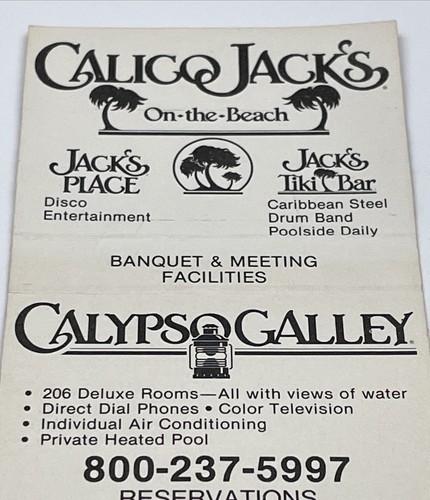 CALICO JACK'S®
On-the-Beach
JACK'S
PLACE
Disco
Entertainment
JACK'S
Tiki Bar
Caribbean Steel
Drum Band
Poolside Daily
BANQUET & MEETING
FACILITIES
CALYPSO GALLEY®
• 206 Deluxe Rooms—All with views of water
• Direct Dial Phones • Color Television
• Individual Air Conditioning
• Private Heated Pool
800-237-5997
RESERVATIONS